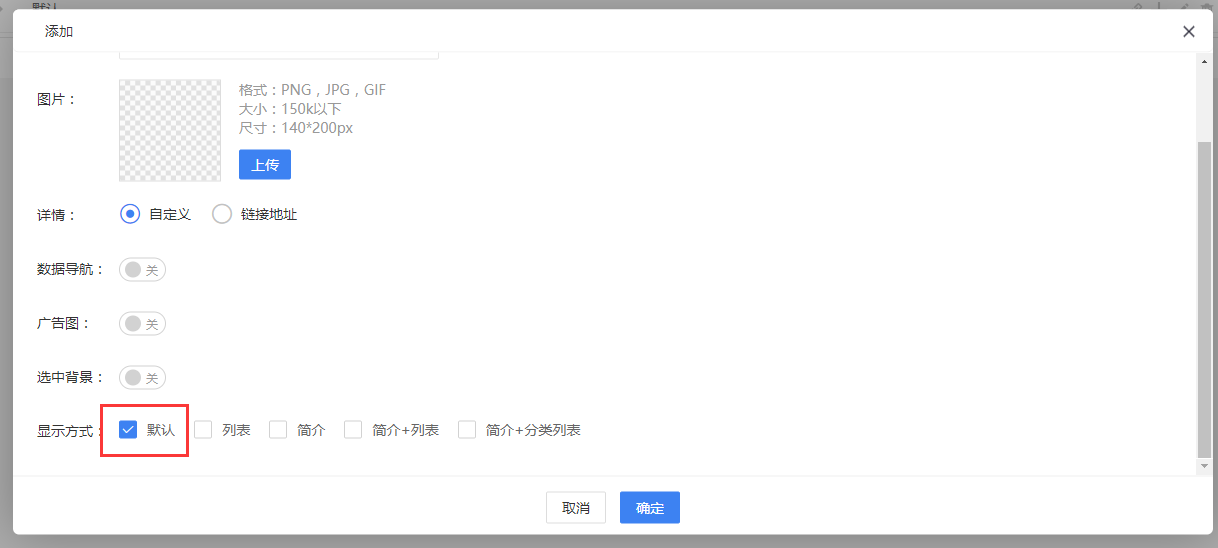 默认
添加
图片：
格式：PNG，JPG，GIF
大小：150k以下
尺寸：140*200px
上传
详情：
自定义 链接地址
数据导航：
关
广告图：
关
选中背景：
关
显示方式：
默认 列表 简介 简介+列表 简介+分类列表
取消 确定